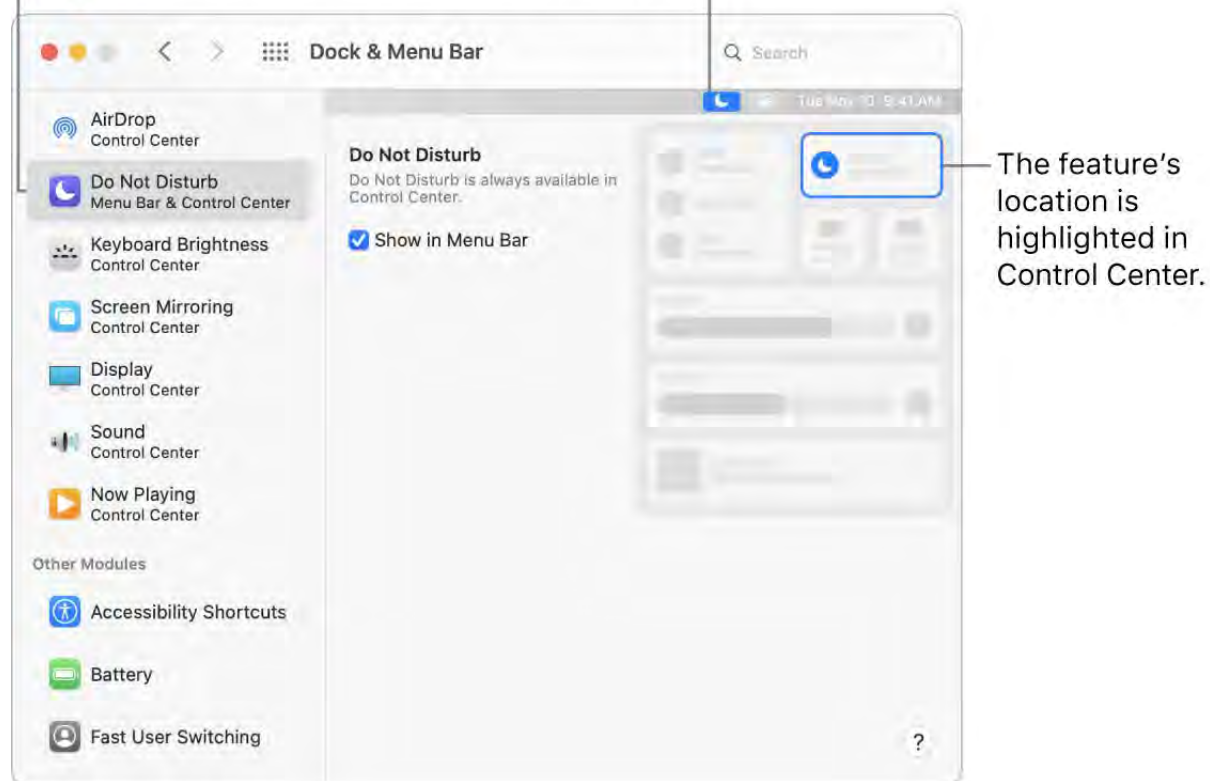 Dock & Menu Bar
Search
Tue Nov 10 9:41 AM
AirDrop
Control Center
Do Not Disturb
Menu Bar & Control Center
Keyboard Brightness
Control Center
Screen Mirroring
Control Center
Display
Control Center
Sound
Control Center
Now Playing
Control Center
Other Modules
Accessibility Shortcuts
Battery
Fast User Switching
Do Not Disturb
Do Not Disturb is always available in
Control Center.
Show in Menu Bar
?
The feature’s
location is
highlighted in
Control Center.